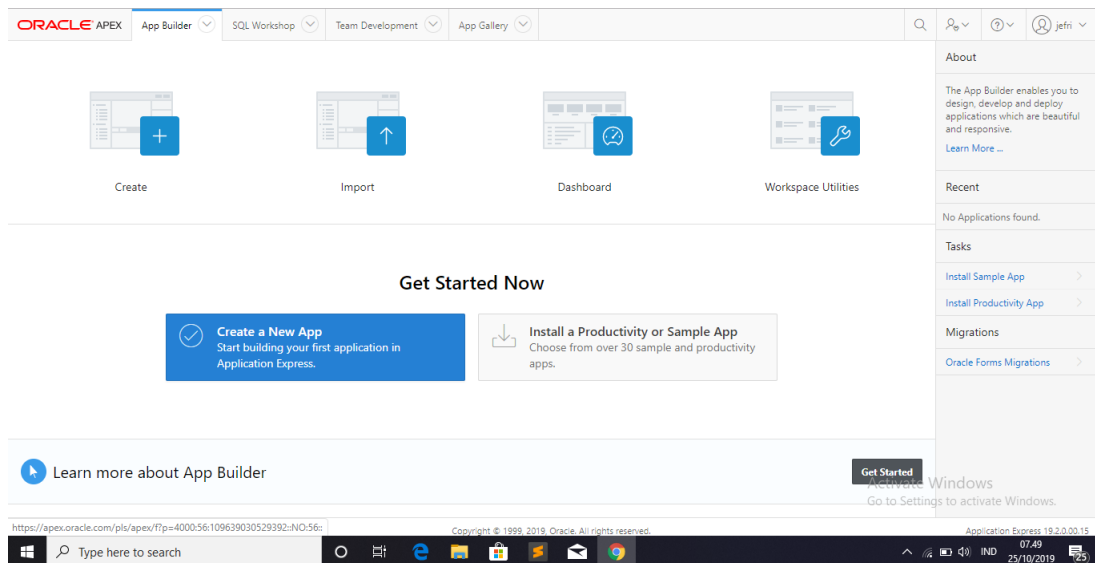 ORACLE APEX App Builder SQL Workshop Team Development App Gallery jefri
About
The App Builder enables you to
design, develop and deploy
applications which are beautiful
and responsive.
Learn More ...
Create Import Dashboard Workspace Utilities
Recent
No Applications found.
Tasks
Install Sample App
Install Productivity App
Migrations
Oracle Forms Migrations
Get Started Now
Create a New App
Start building your first application in
Application Express.
Install a Productivity or Sample App
Choose from over 30 sample and productivity
apps.
Learn more about App Builder
Get Started
Activate Windows
Go to Settings to activate Windows.
https://apex.oracle.com/pls/apex/f?p=4000:56:109639030529392::NO:56::
Copyright © 1999, 2019, Oracle. All rights reserved.
Application Express 19.2.0.00.15
Type here to search
IND
07.49
25/10/2019
25